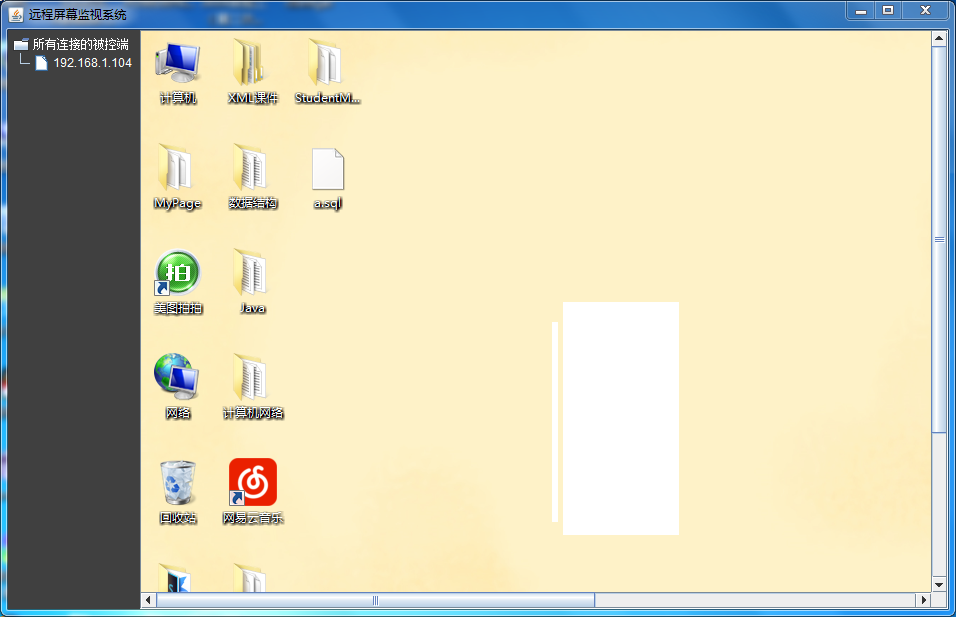 远程屏幕监视系统
所有连接的被控端
192.168.1.104
计算机
XML课件
StudentM...
MyPage
数据结构
a.sql
拍
美图拍拍
Java
网络
计算机网络
回收站
网易云音乐